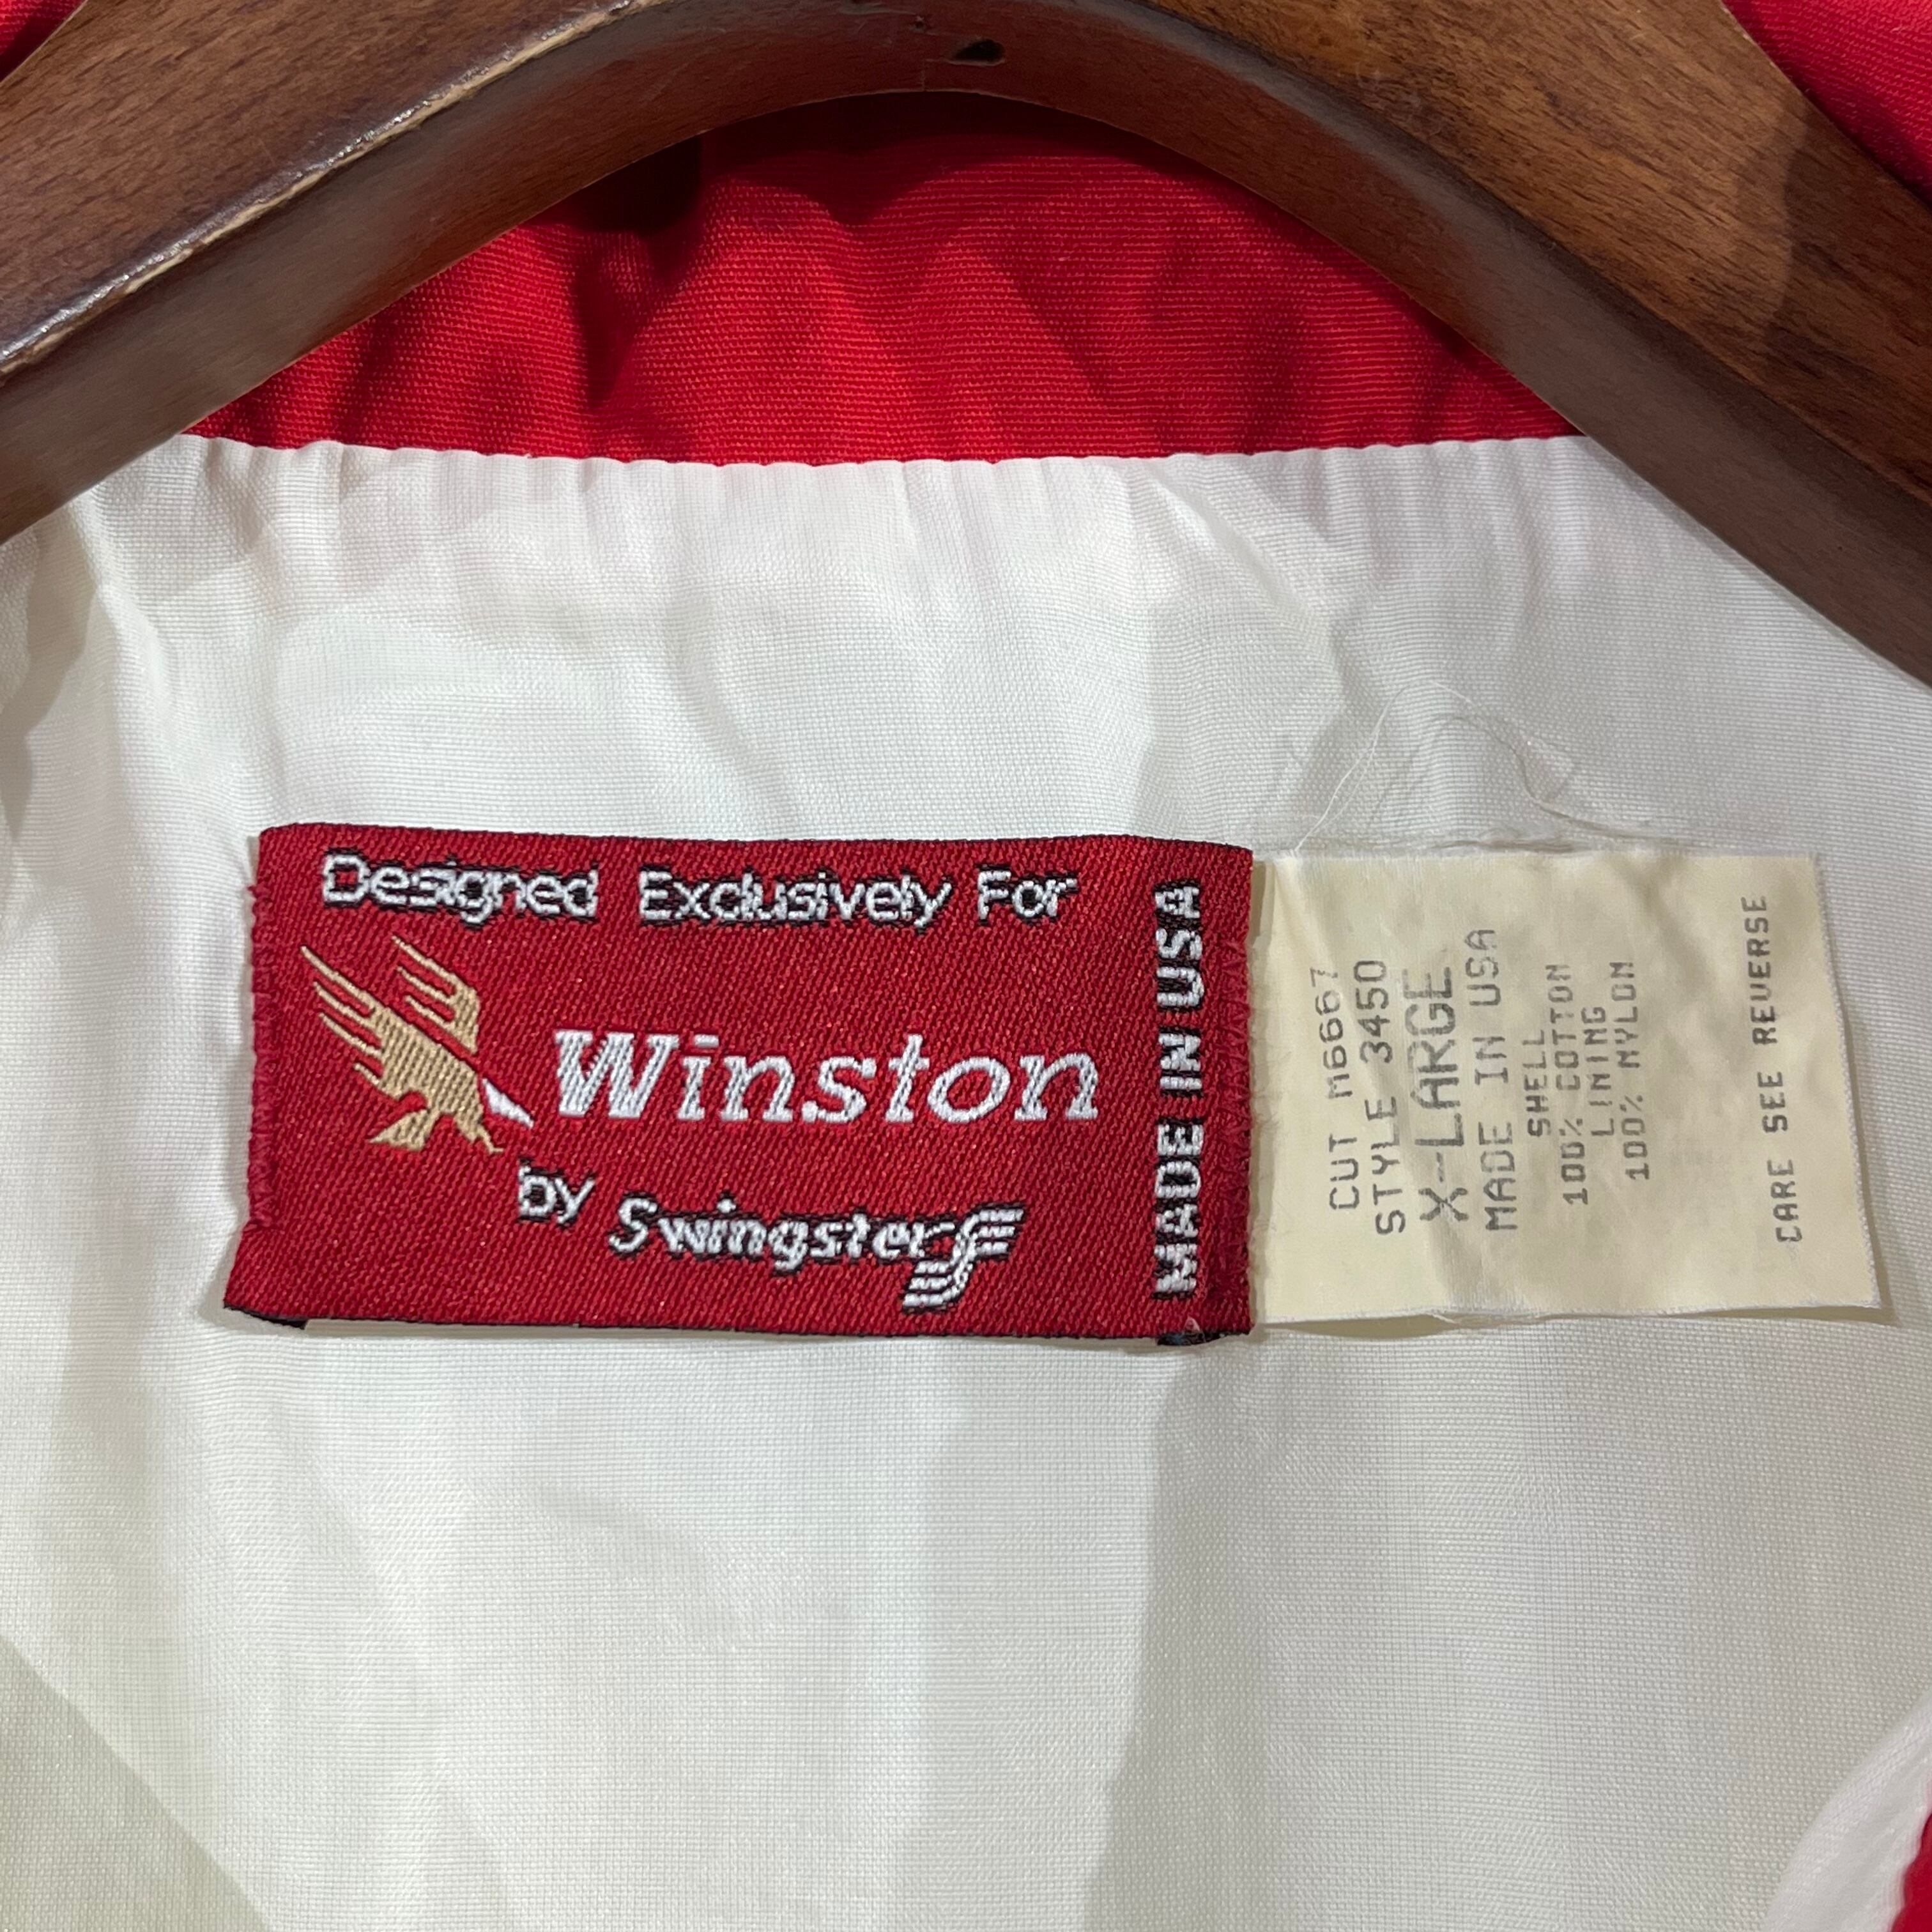 Designed Exclusively For
Winston
by Swingster
MADE IN USA
CUT M6667
STYLE 3450
X-LARGE
MADE IN USA
SHELL
100% COTTON
LINING
100% NYLON
CARE SEE REVERSE